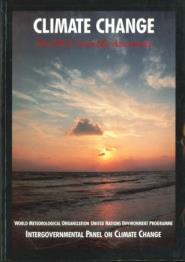 CLIMATE CHANGE
WORLD METEOROLOGICAL ORGANIZATION UNITED NATIONS ENVIRONMENT PROGRAMME
INTERGOVERNMENTAL PANEL ON CLIMATE CHANGE